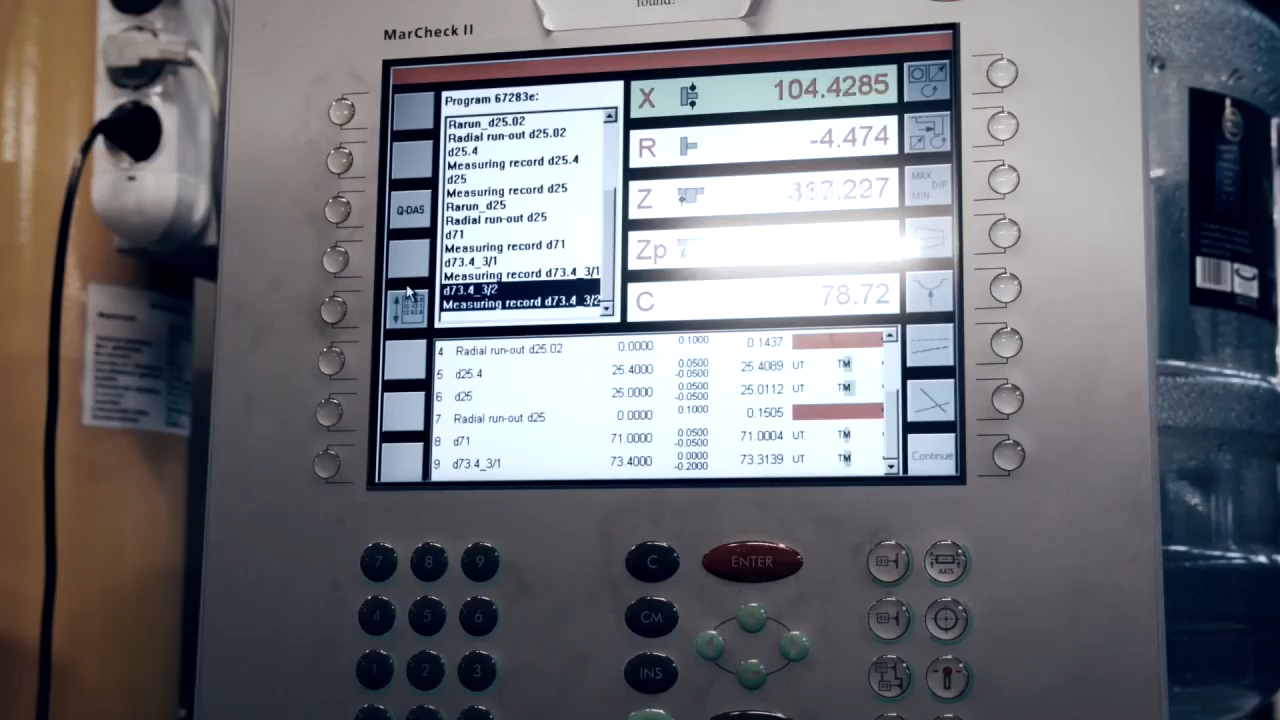 found?
MarCheck II
Program 67283e:
Rarun_d25.02
Radial run-out d25.02
d25.4
Measuring record d25.4
d25
Measuring record d25
Rarun_d25
Radial run-out d25
d71
Measuring record d71
d73.4_3/1
Measuring record d73.4_3/1
d73.4_3/2
Measuring record d73.4_3/2
Q-DAS
X 104.4285
R -4.474
Z 337.227
Zp
C 78.72
MAX
DIF
MIN.
4 Radial run-out d25.02 0.0000 0.1000 0.1437
5 d25.4 25.4000 0.0500 -0.0500 25.4089 UT TM
6 d25 25.0000 0.0500 -0.0500 25.0112 UT TM
7 Radial run-out d25 0.0000 0.1000 0.1505
8 d71 71.0000 0.0500 -0.0500 71.0004 UT TM
9 d73.4_3/1 73.4000 0.0000 -0.2000 73.3139 UT TM
Continue
7 8 9 C ENTER
AXIS
4 5 6 CM
1 2 3 INS